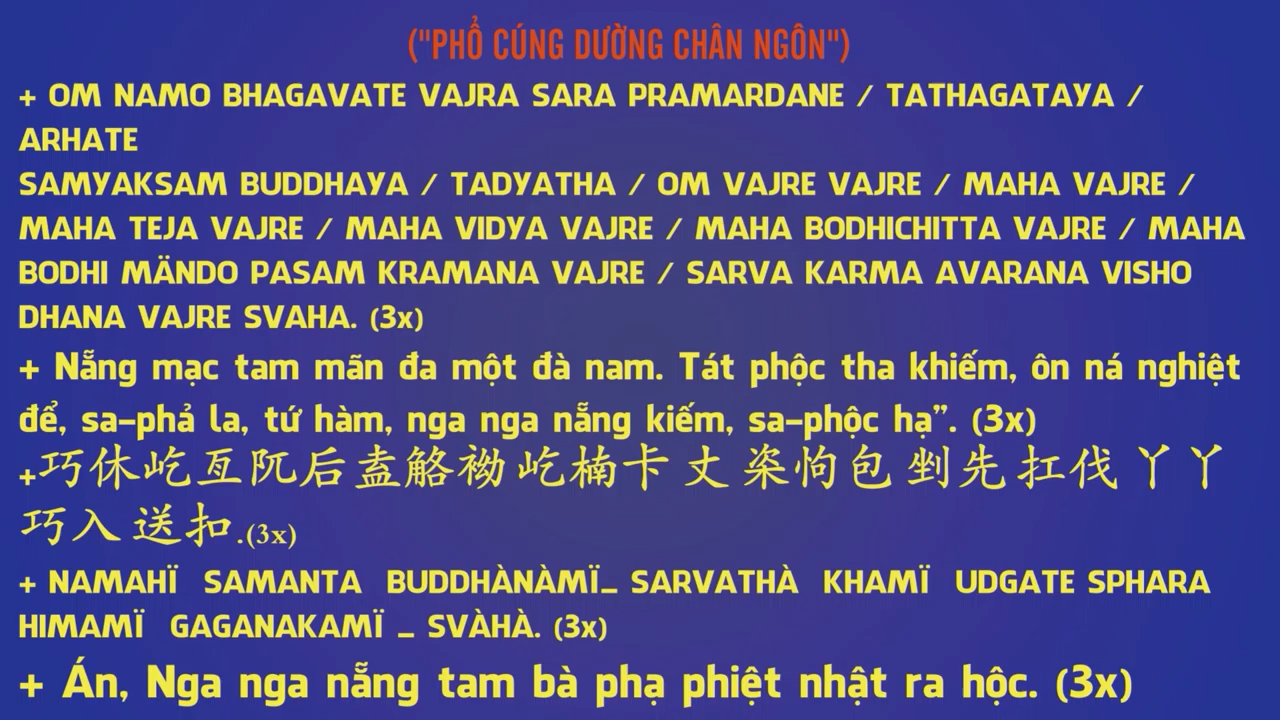 ("PHỔ CÚNG DƯỜNG CHÂN NGÔN")
+ OM NAMO BHAGAVATE VAJRA SARA PRAMARDANE / TATHAGATAYA /
ARHATE
SAMYAKSAM BUDDHAYA / TADYATHA / OM VAJRE VAJRE / MAHA VAJRE /
MAHA TEJA VAJRE / MAHA VIDYA VAJRE / MAHA BODHICHITTA VAJRE / MAHA
BODHI MÄNDO PASAM KRAMANA VAJRE / SARVA KARMA AVARANA VISHO
DHANA VAJRE SVAHA. (3x)
+ Nẵng mạc tam mãn đa một đà nam. Tát phộc tha khiếm, ôn ná nghiệt
để, sa-phả la, tứ hàm, nga nga nẵng kiếm, sa-phộc hạ”. (3x)
+巧休屹亙阢后盍觡袎 屹楠卡 丈 桼怐包 剉先 扛伐 丫丫
巧入 送扣.(3x)
+ NAMAHÏ SAMANTA BUDDHÀNÀMÏ_ SARVATHÀ KHAMÏ UDGATE SPHARA
HIMAMÏ GAGANAKAMÏ _ SVÀHÀ. (3x)
+ Án, Nga nga nẵng tam bà phạ phiệt nhật ra hộc. (3x)